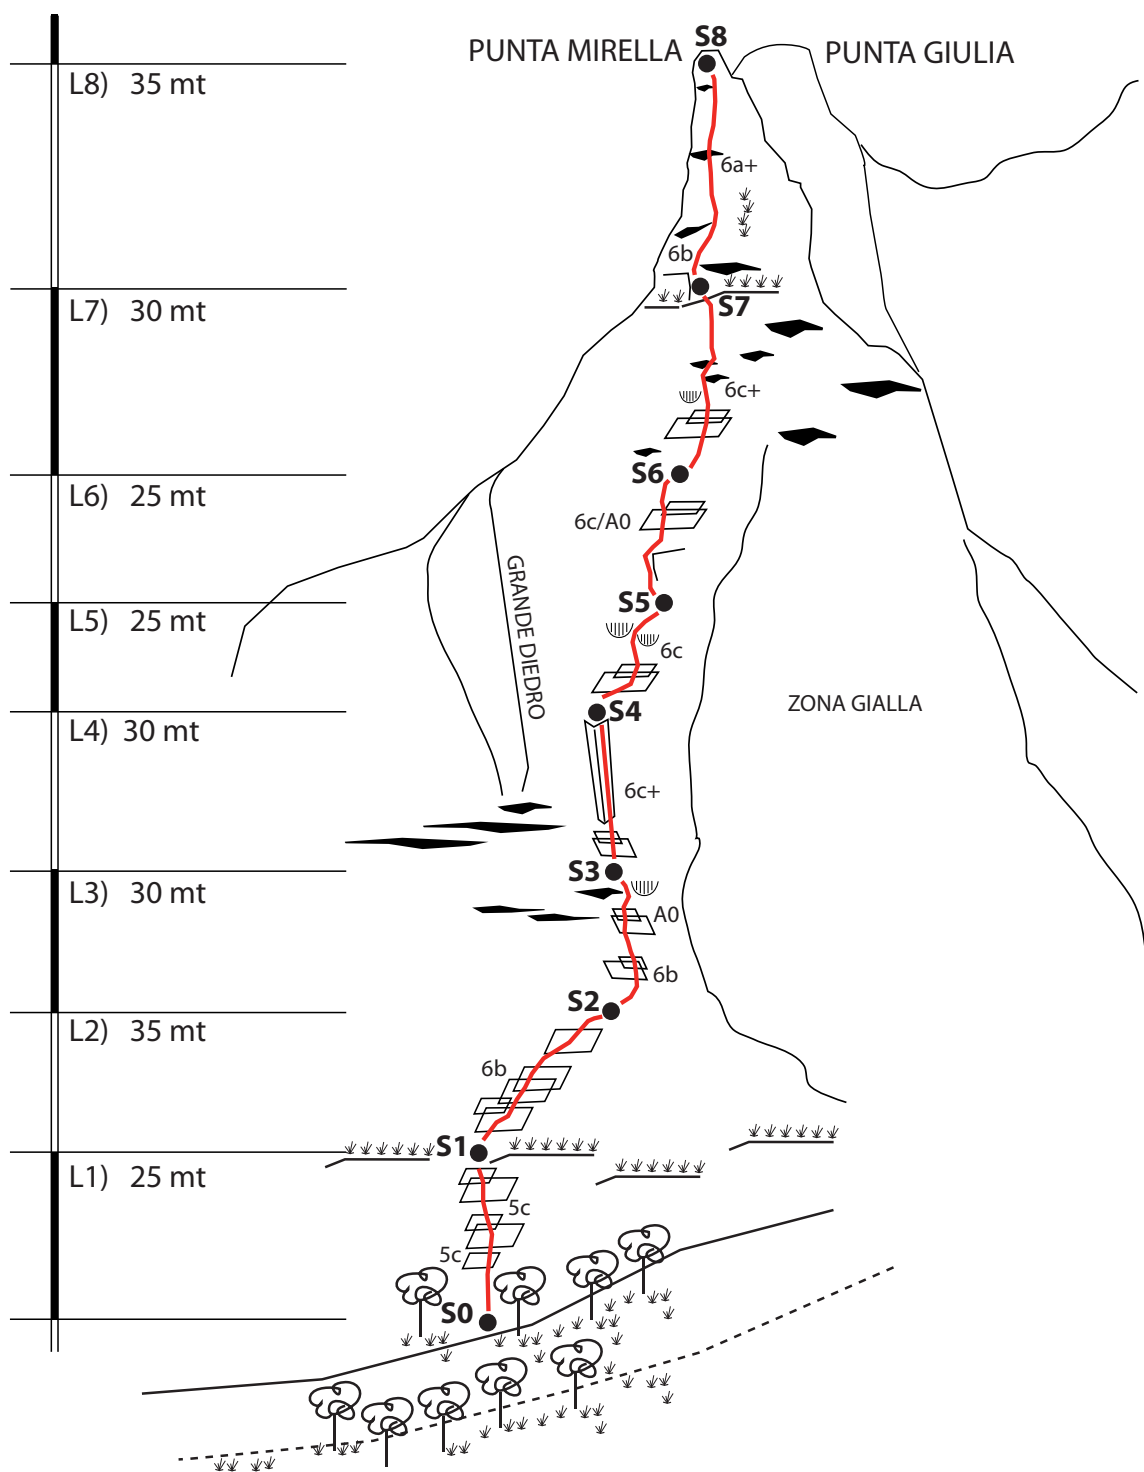 S8
PUNTA MIRELLA
PUNTA GIULIA
L8) 35 mt
6a+
6b
L7) 30 mt
S7
6c+
S6
L6) 25 mt
6c/A0
GRANDE DIEDRO
S5
L5) 25 mt
6c
ZONA GIALLA
S4
L4) 30 mt
6c+
S3
L3) 30 mt
A0
6b
S2
L2) 35 mt
6b
S1
L1) 25 mt
5c
5c
S0